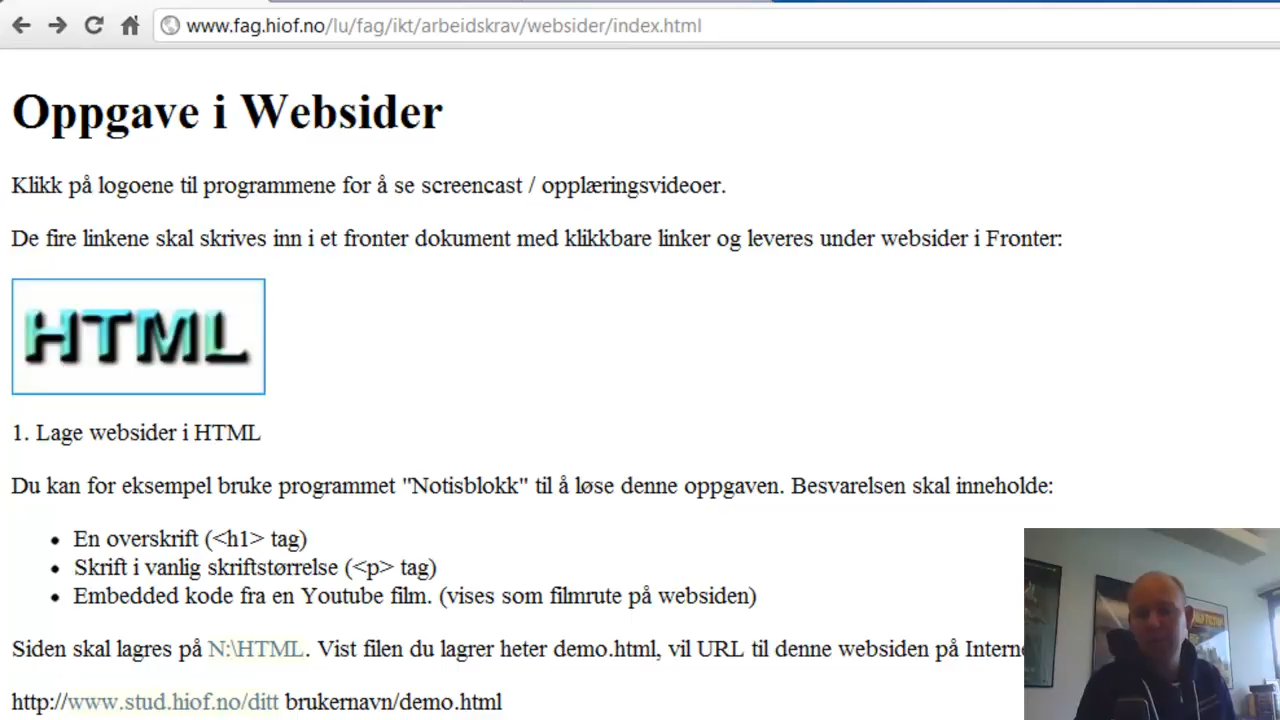 www.fag.hiof.no/lu/fag/ikt/arbeidskrav/websider/index.html
Oppgave i Websider
Klikk på logoene til programmene for å se screencast / opplæringsvideoer.
De fire linkene skal skrives inn i et fronter dokument med klikkbare linker og leveres under websider i Fronter:
HTML
1. Lage websider i HTML
Du kan for eksempel bruke programmet "Notisblokk" til å løse denne oppgaven. Besvarelsen skal inneholde:
• En overskrift (<h1> tag)
• Skrift i vanlig skriftstørrelse (<p> tag)
• Embedded kode fra en Youtube film. (vises som filmrute på websiden)
Siden skal lagres på N:\HTML. Vist filen du lagrer heter demo.html, vil URL til denne websiden på Interne
http://www.stud.hiof.no/ditt brukernavn/demo.html